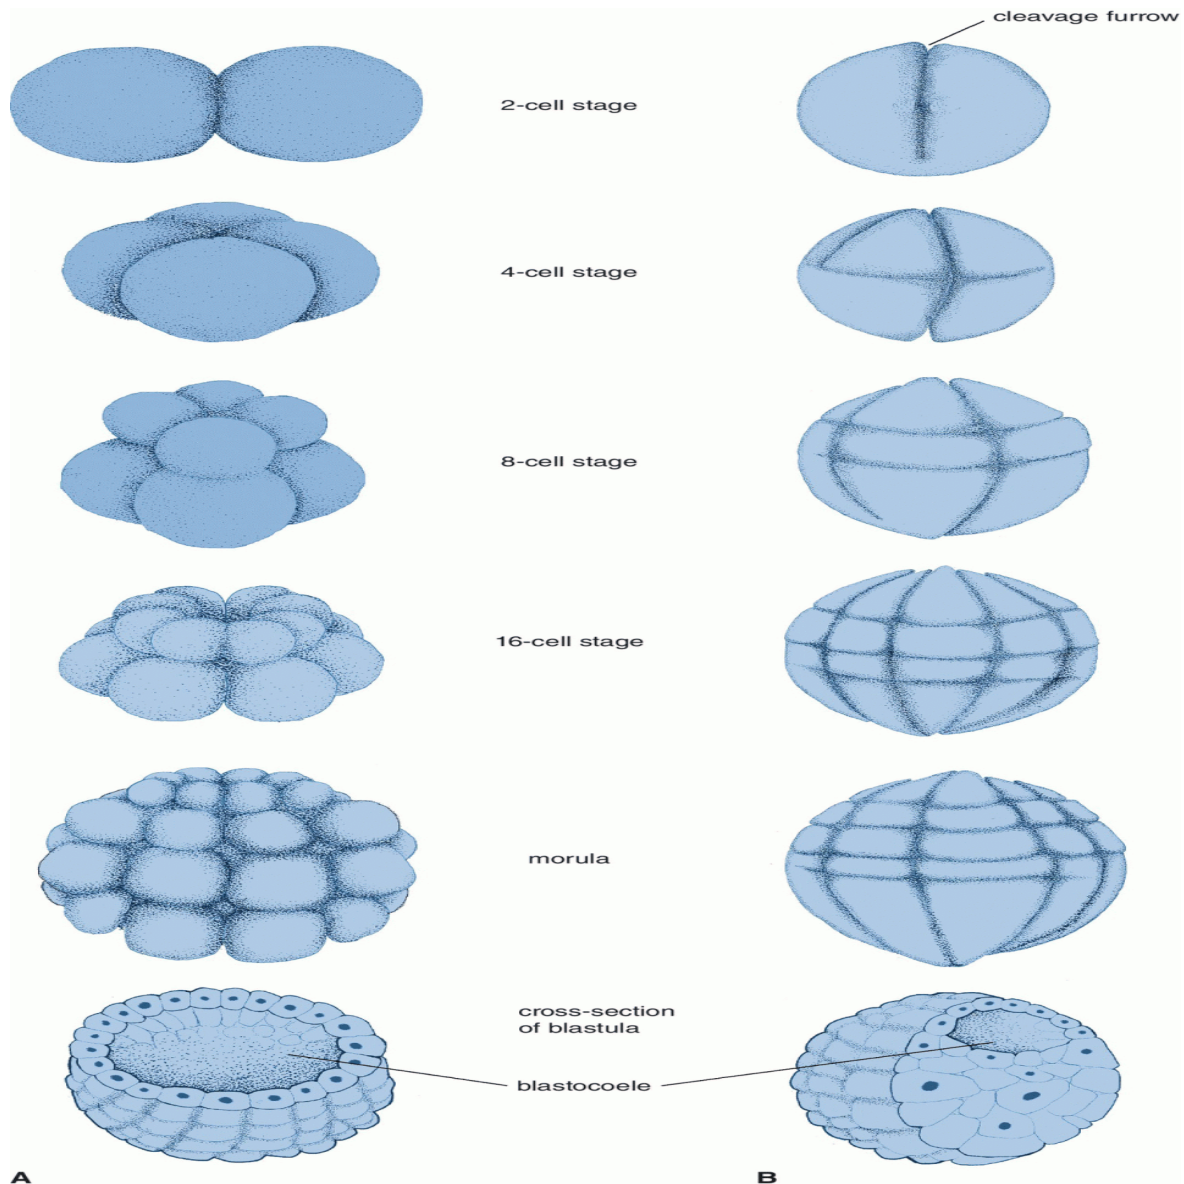 cleavage furrow
2-cell stage
4-cell stage
8-cell stage
16-cell stage
morula
cross-section
of blastula
blastocoele
A
B